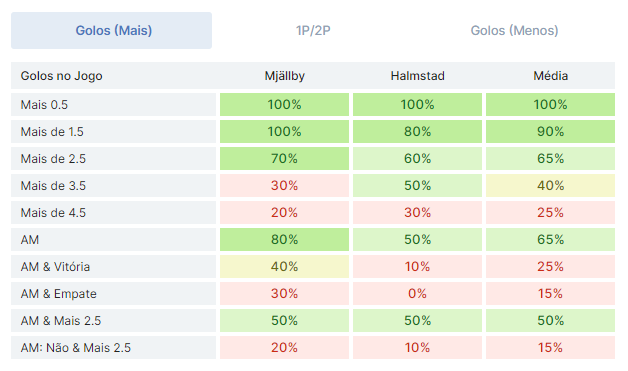 Golos (Mais) 1P/2P Golos (Menos)
Golos no Jogo Mjällby Halmstad Média
Mais 0.5 100% 100% 100%
Mais de 1.5 100% 80% 90%
Mais de 2.5 70% 60% 65%
Mais de 3.5 30% 50% 40%
Mais de 4.5 20% 30% 25%
AM 80% 50% 65%
AM & Vitória 40% 10% 25%
AM & Empate 30% 0% 15%
AM & Mais 2.5 50% 50% 50%
AM: Não & Mais 2.5 20% 10% 15%